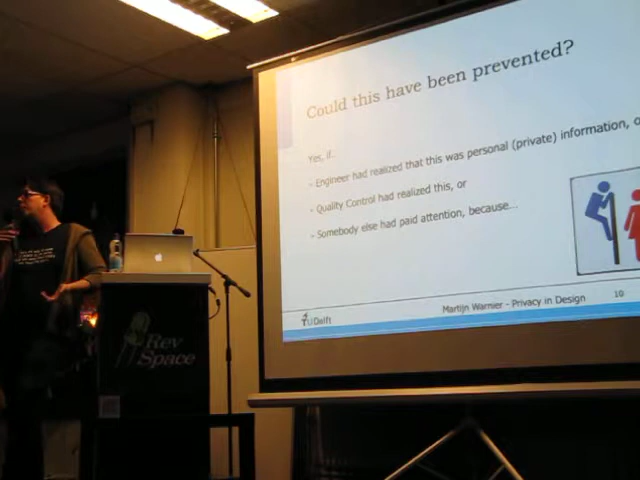 Could this have been prevented?
Yes, if...
- Engineer had realized that this was personal (private) information, o
- Quality Control had realized this, or
- Somebody else had paid attention, because...
TUDelft
Martijn Warnier - Privacy in Design
10
Rev
Space